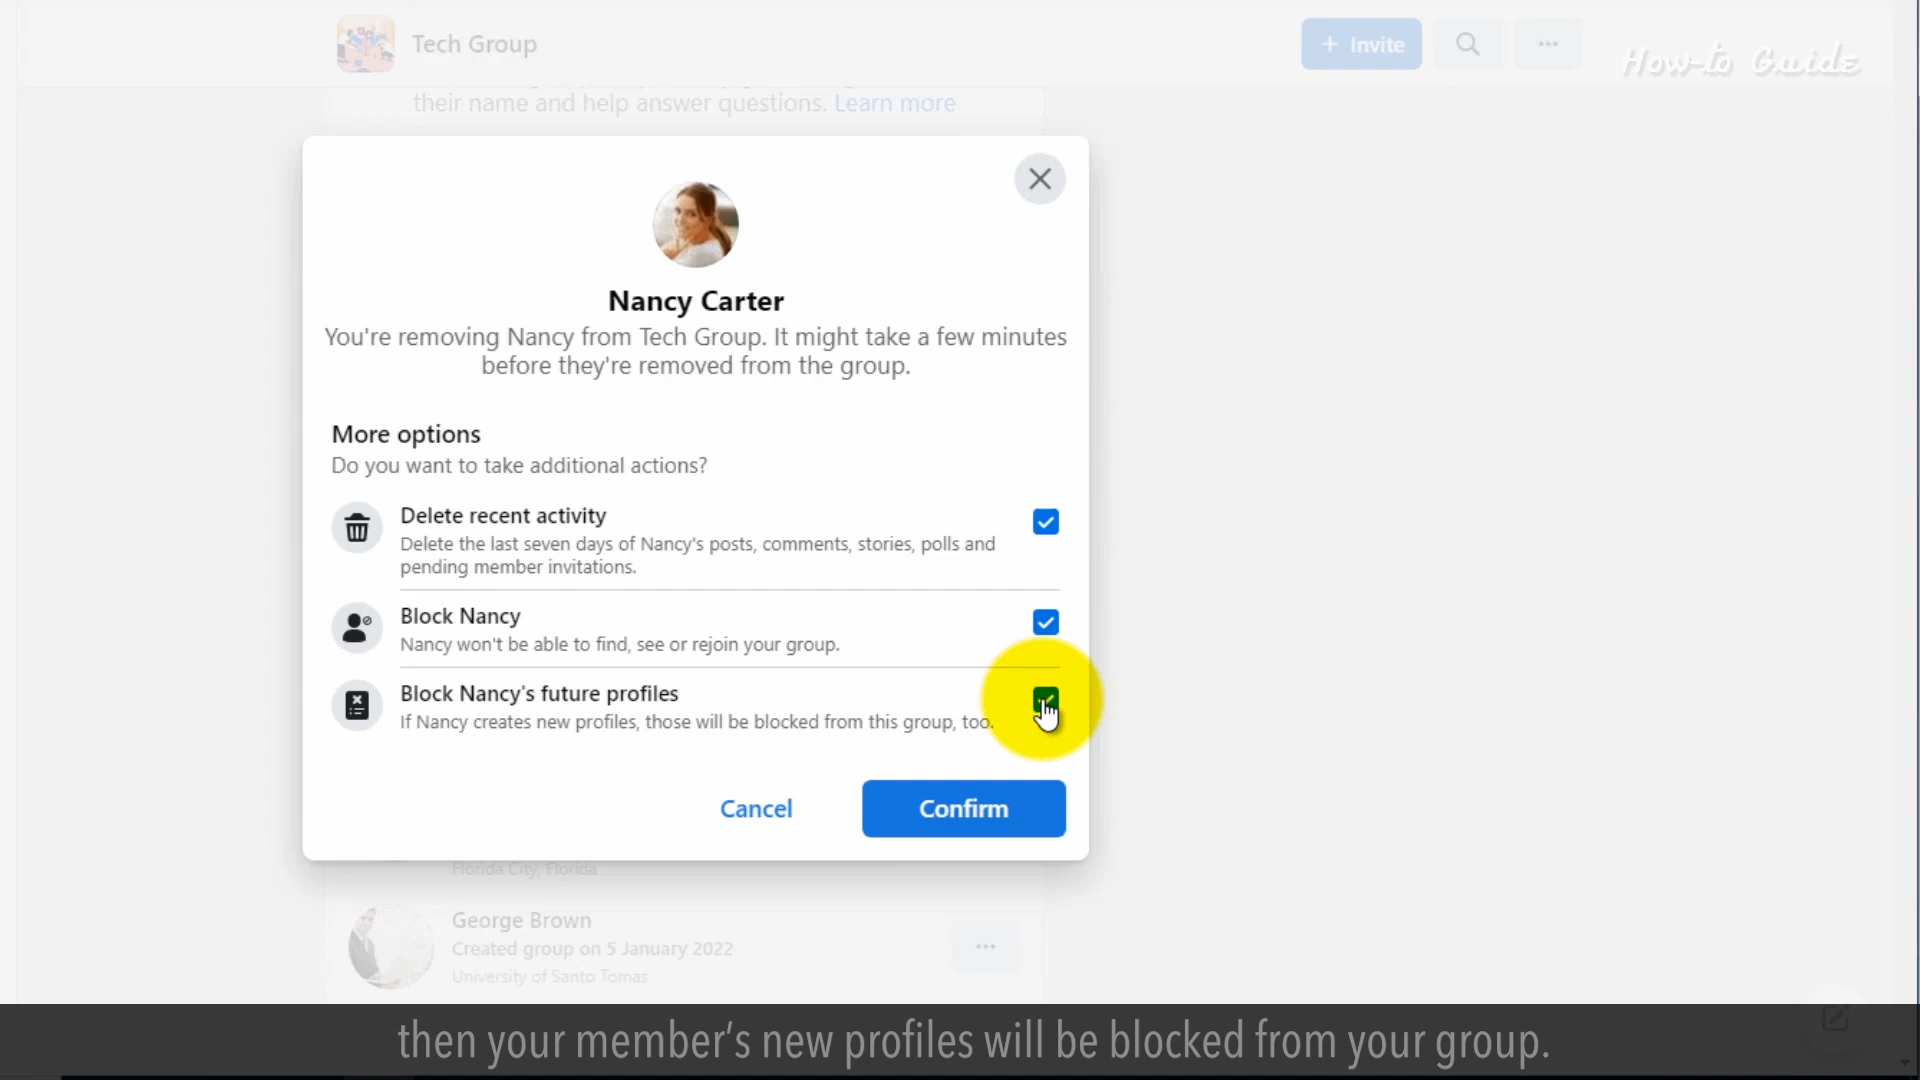 Tech Group
+ Invite
How-to Guide
their name and help answer questions. Learn more
Nancy Carter
You're removing Nancy from Tech Group. It might take a few minutes
before they're removed from the group.
More options
Do you want to take additional actions?
Delete recent activity
Delete the last seven days of Nancy's posts, comments, stories, polls and
pending member invitations.
Block Nancy
Nancy won't be able to find, see or rejoin your group.
Block Nancy's future profiles
If Nancy creates new profiles, those will be blocked from this group, too.
Cancel
Confirm
Florida City, Florida
George Brown
Created group on 5 January 2022
University of Santo Tomas
then your member's new profiles will be blocked from your group.